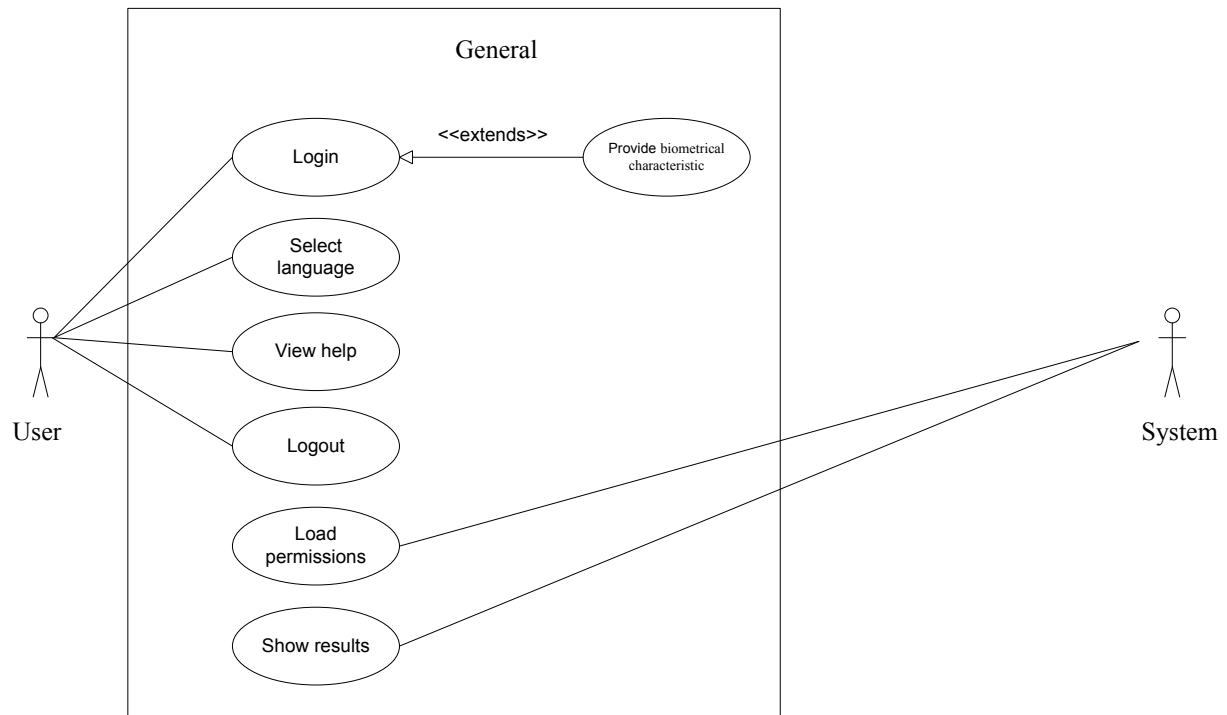 General
Login
<<extends>>
Provide biometrical
characteristic
Select
language
View help
User
Logout
System
Load
permissions
Show results